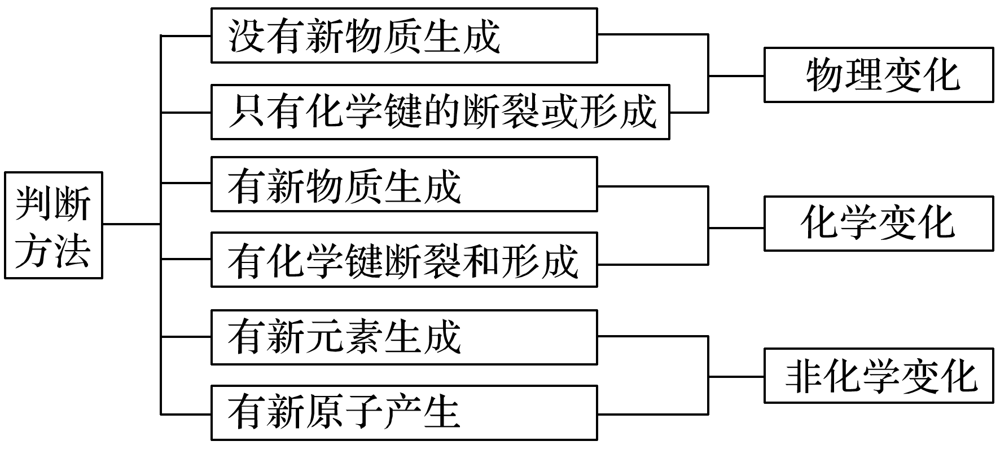 判断
方法
没有新物质生成
只有化学键的断裂或形成
物理变化
有新物质生成
有化学键断裂和形成
化学变化
有新元素生成
有新原子产生
非化学变化